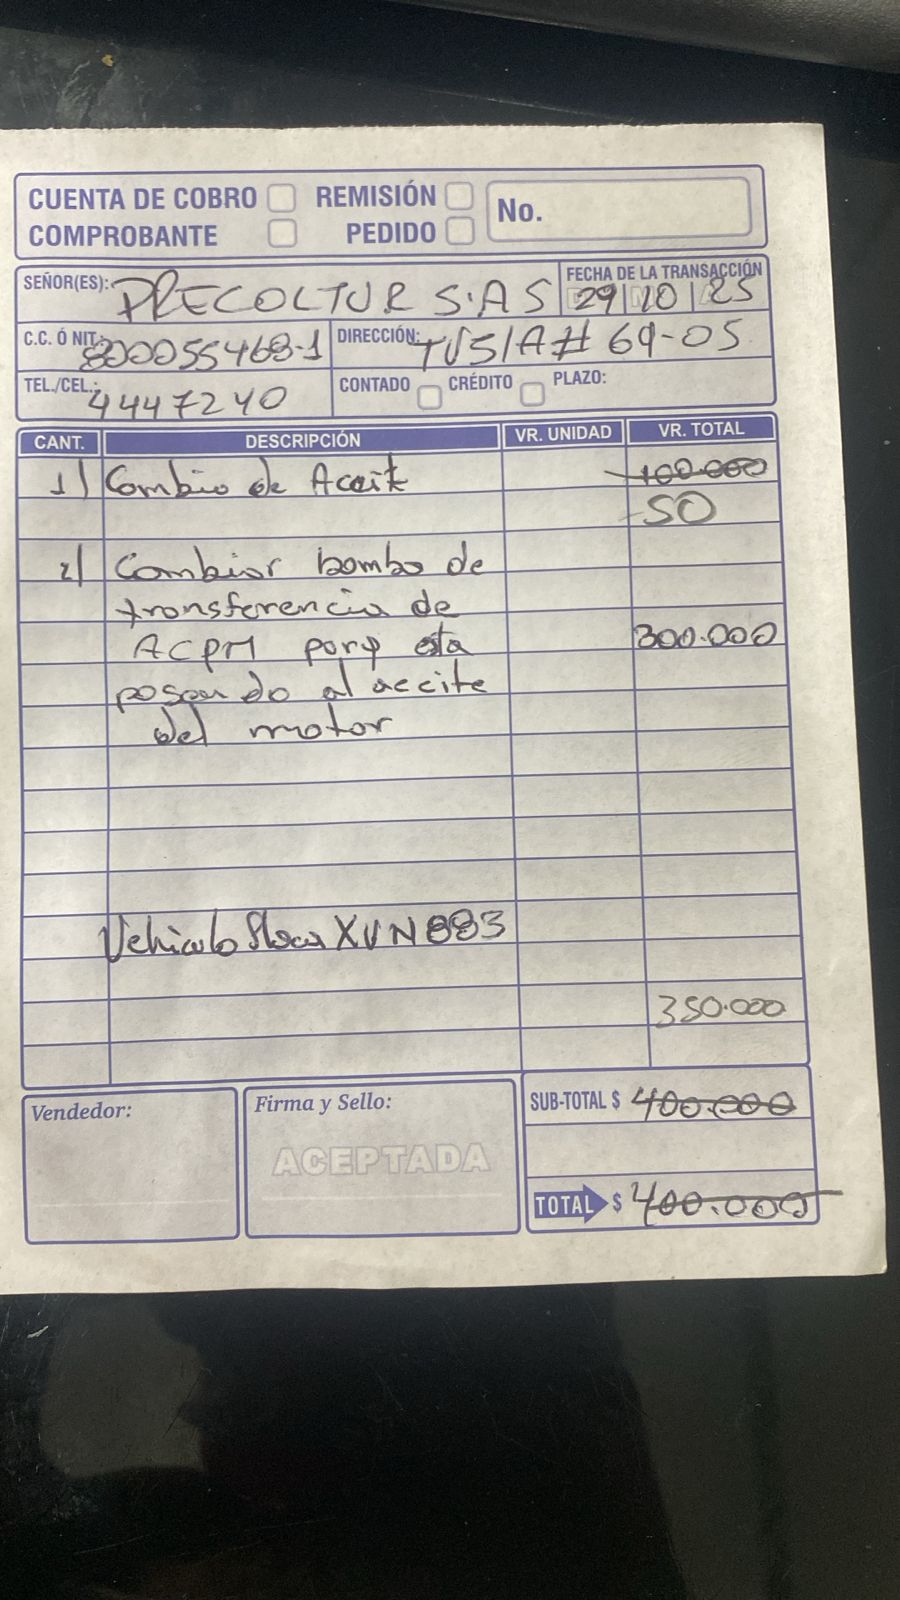 CUENTA DE COBRO REMISIÓN No.
COMPROBANTE PEDIDO
SEÑOR(ES): PRECOLTUR S.A.S FECHA DE LA TRANSACCIÓN 29 | 10 | 25
C.C. Ó NIT.: 800055468-1 DIRECCIÓN: TV51A# 69-05
TEL./CEL.: 4447240 CONTADO CRÉDITO PLAZO:
CANT. DESCRIPCIÓN VR. UNIDAD VR. TOTAL
1) Cambio de Aceite 100.000
50
2) Cambiar bomba de
transferencia de
ACPM porq esta 300.000
pasando al aceite
del motor
Vehiculo Placa XVN883
350.000
Vendedor: Firma y Sello: SUB-TOTAL $ 400.000
ACEPTADA
TOTAL $ 400.000